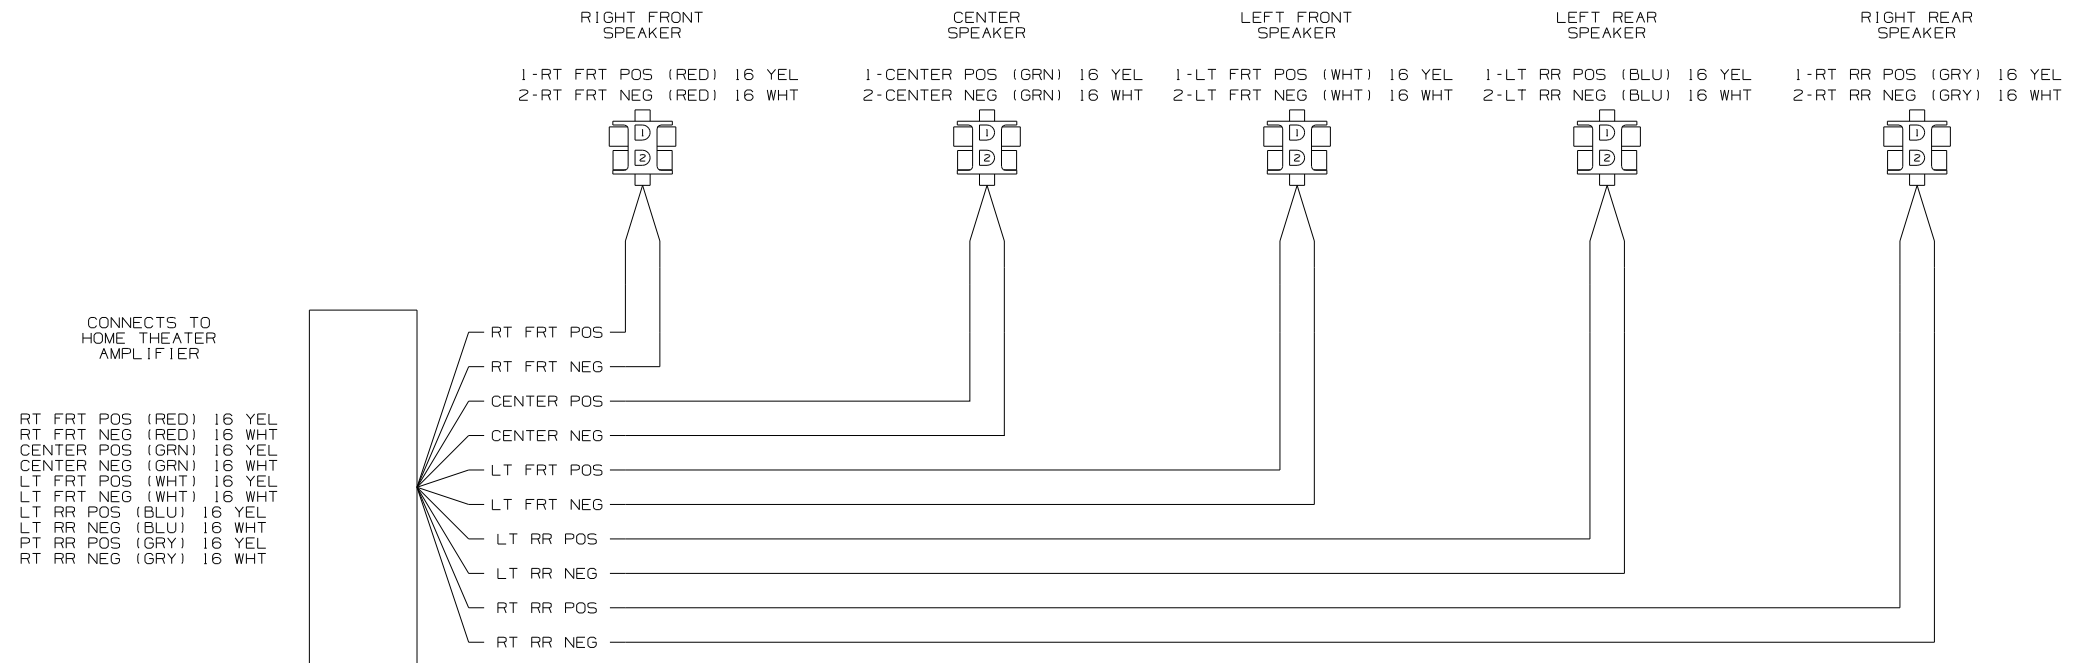 RIGHT FRONT
SPEAKER
1-RT FRT POS (RED) 16 YEL
2-RT FRT NEG (RED) 16 WHT
1
2
CENTER
SPEAKER
1-CENTER POS (GRN) 16 YEL
2-CENTER NEG (GRN) 16 WHT
1
2
LEFT FRONT
SPEAKER
1-LT FRT POS (WHT) 16 YEL
2-LT FRT NEG (WHT) 16 WHT
1
2
LEFT REAR
SPEAKER
1-LT RR POS (BLU) 16 YEL
2-LT RR NEG (BLU) 16 WHT
1
2
RIGHT REAR
SPEAKER
1-RT RR POS (GRY) 16 YEL
2-RT RR NEG (GRY) 16 WHT
1
2
CONNECTS TO
HOME THEATER
AMPLIFIER
RT FRT POS (RED) 16 YEL
RT FRT NEG (RED) 16 WHT
CENTER POS (GRN) 16 YEL
CENTER NEG (GRN) 16 WHT
LT FRT POS (WHT) 16 YEL
LT FRT NEG (WHT) 16 WHT
LT RR POS (BLU) 16 YEL
LT RR NEG (BLU) 16 WHT
PT RR POS (GRY) 16 YEL
RT RR NEG (GRY) 16 WHT
RT FRT POS
RT FRT NEG
CENTER POS
CENTER NEG
LT FRT POS
LT FRT NEG
LT RR POS
LT RR NEG
RT RR POS
RT RR NEG